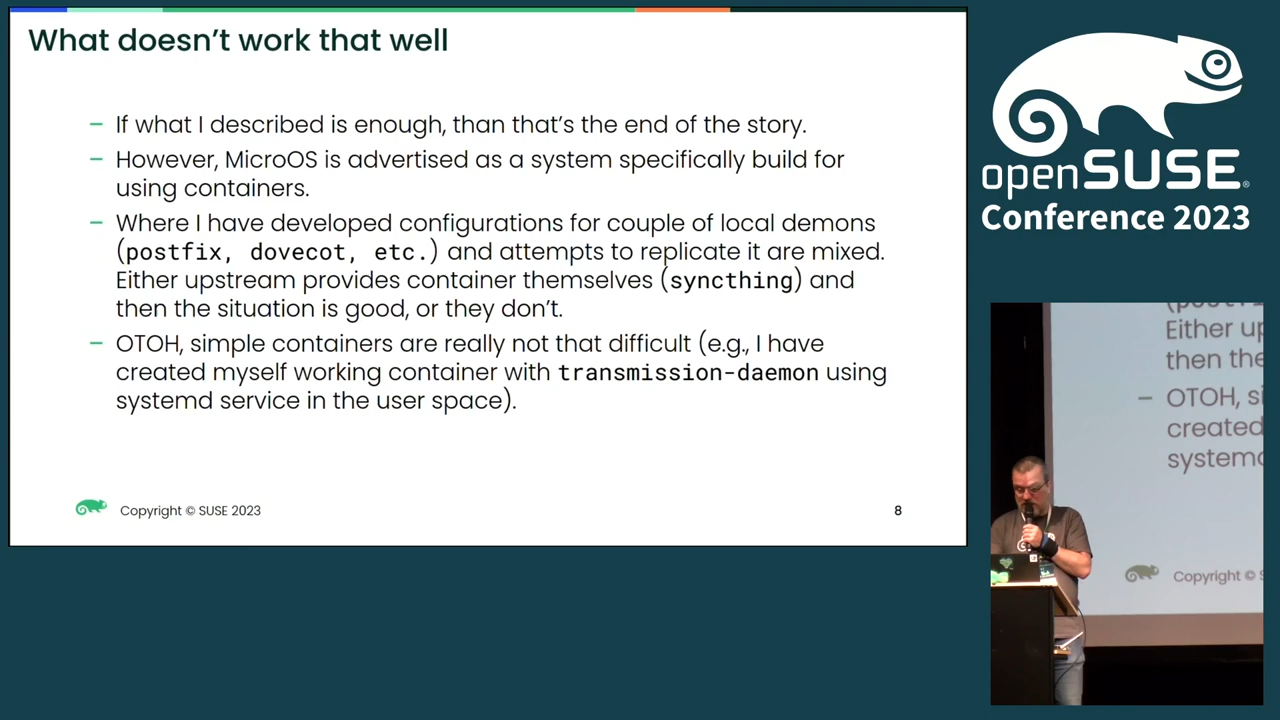 What doesn't work that well
– If what I described is enough, than that's the end of the story.
– However, MicroOS is advertised as a system specifically build for
using containers.
– Where I have developed configurations for couple of local demons
(postfix, dovecot, etc.) and attempts to replicate it are mixed.
Either upstream provides container themselves (syncthing) and
then the situation is good, or they don't.
– OTOH, simple containers are really not that difficult (e.g., I have
created myself working container with transmission-daemon using
systemd service in the user space).
Copyright © SUSE 2023
8
openSUSE®
Conference 2023
Either up
then the
– OTOH, si
created
systemd
Copyright ©